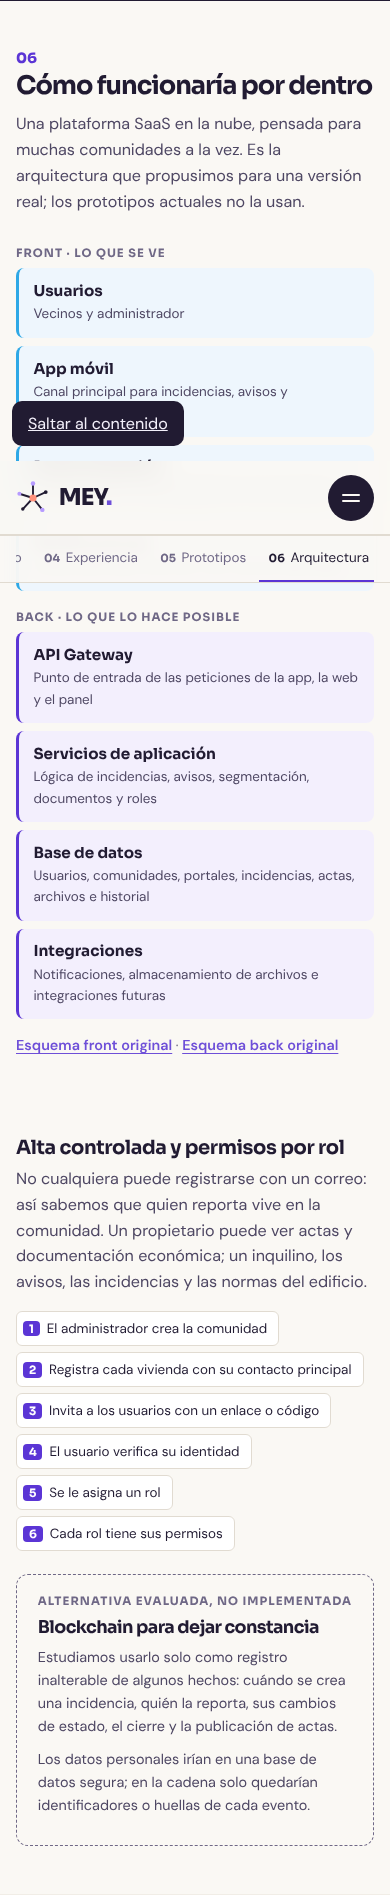 06
Cómo funcionaría por dentro
Una plataforma SaaS en la nube, pensada para
muchas comunidades a la vez. Es la
arquitectura que propusimos para una versión
real; los prototipos actuales no la usan.
FRONT · LO QUE SE VE
Usuarios
Vecinos y administrador
App móvil
Canal principal para incidencias, avisos y
Saltar al contenido
MEY.
04 Experiencia
05 Prototipos
06 Arquitectura
BACK · LO QUE LO HACE POSIBLE
API Gateway
Punto de entrada de las peticiones de la app, la web
y el panel
Servicios de aplicación
Lógica de incidencias, avisos, segmentación,
documentos y roles
Base de datos
Usuarios, comunidades, portales, incidencias, actas,
archivos e historial
Integraciones
Notificaciones, almacenamiento de archivos e
integraciones futuras
Esquema front original · Esquema back original
Alta controlada y permisos por rol
No cualquiera puede registrarse con un correo:
así sabemos que quien reporta vive en la
comunidad. Un propietario puede ver actas y
documentación económica; un inquilino, los
avisos, las incidencias y las normas del edificio.
1 El administrador crea la comunidad
2 Registra cada vivienda con su contacto principal
3 Invita a los usuarios con un enlace o código
4 El usuario verifica su identidad
5 Se le asigna un rol
6 Cada rol tiene sus permisos
ALTERNATIVA EVALUADA, NO IMPLEMENTADA
Blockchain para dejar constancia
Estudiamos usarlo solo como registro
inalterable de algunos hechos: cuándo se crea
una incidencia, quién la reporta, sus cambios
de estado, el cierre y la publicación de actas.
Los datos personales irían en una base de
datos segura; en la cadena solo quedarían
identificadores o huellas de cada evento.